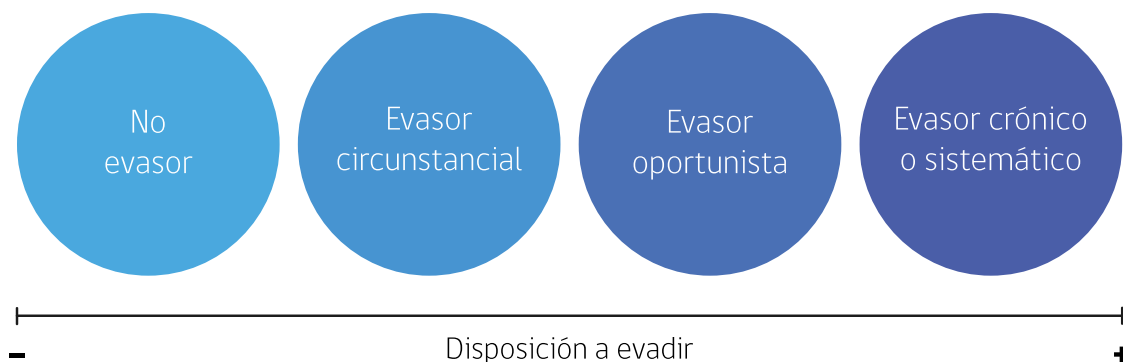 No
evasor
Evasor
circunstancial
Evasor
oportunista
Evasor crónico
o sistemático
- +
Disposición a evadir